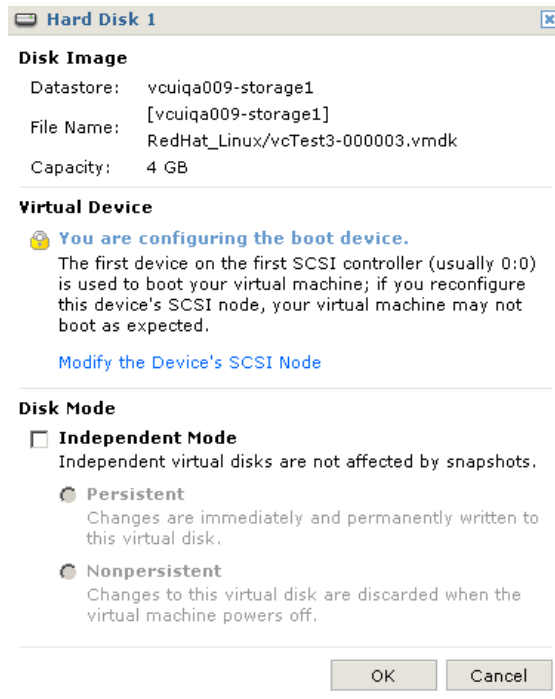 Hard Disk 1
Disk Image
Datastore: vcuiqa009-storage1
File Name: [vcuiqa009-storage1]
RedHat_Linux/vcTest3-000003.vmdk
Capacity: 4 GB
Virtual Device
You are configuring the boot device.
The first device on the first SCSI controller (usually 0:0)
is used to boot your virtual machine; if you reconfigure
this device's SCSI node, your virtual machine may not
boot as expected.
Modify the Device's SCSI Node
Disk Mode
Independent Mode
Independent virtual disks are not affected by snapshots.
Persistent
Changes are immediately and permanently written to
this virtual disk.
Nonpersistent
Changes to this virtual disk are discarded when the
virtual machine powers off.
OK Cancel